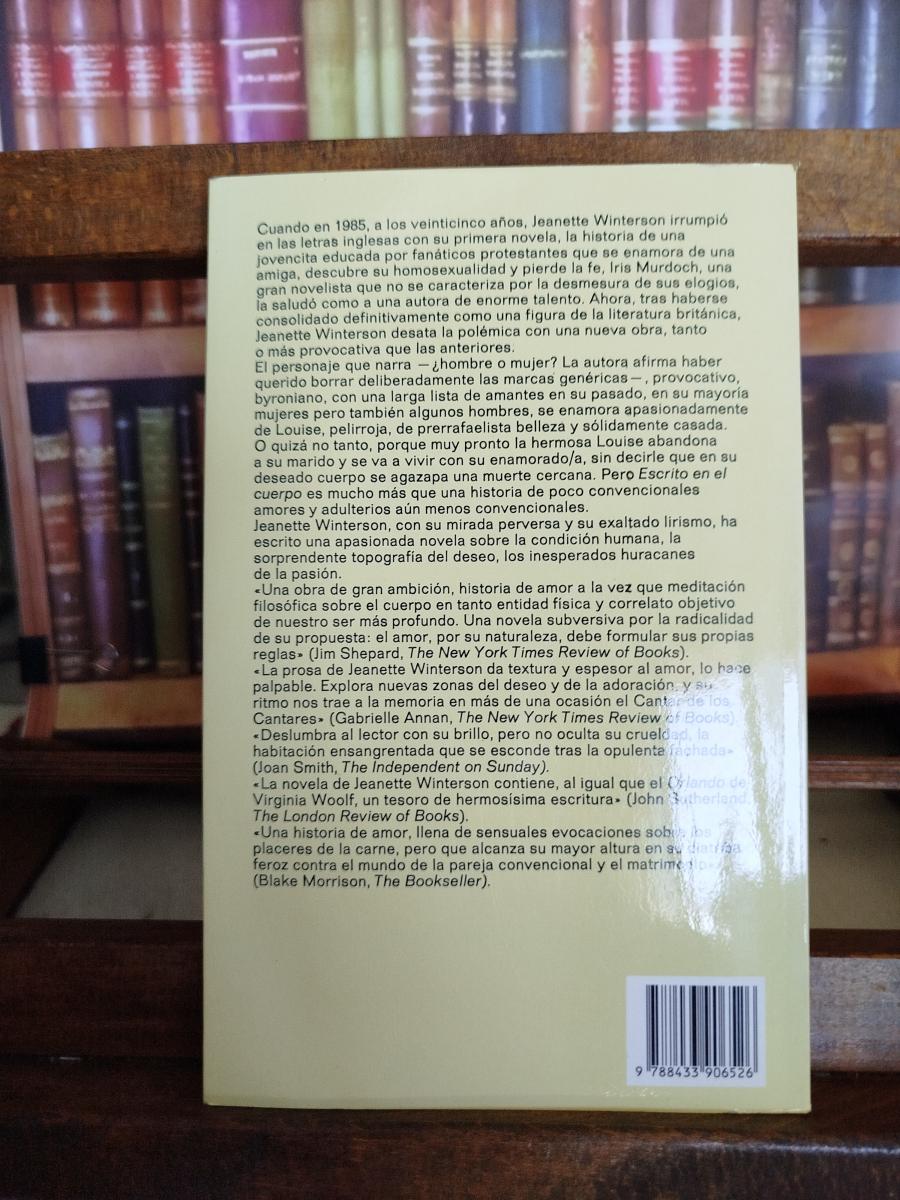 Cuando en 1985, a los veinticinco años, Jeanette Winterson irrumpió
en las letras inglesas con su primera novela, la historia de una
jovencita educada por fanáticos protestantes que se enamora de una
amiga, descubre su homosexualidad y pierde la fe, Iris Murdoch, una
gran novelista que no se caracteriza por la desmesura de sus elogios,
la saludó como a una autora de enorme talento. Ahora, tras haberse
consolidado definitivamente como una figura de la literatura británica,
Jeanette Winterson desata la polémica con una nueva obra, tanto
o más provocativa que las anteriores.
El personaje que narra —¿hombre o mujer? La autora afirma haber
querido borrar deliberadamente las marcas genéricas—, provocativo,
byroniano, con una larga lista de amantes en su pasado, en su mayoría
mujeres pero también algunos hombres, se enamora apasionadamente
de Louise, pelirroja, de prerrafaelista belleza y sólidamente casada.
O quizá no tanto, porque muy pronto la hermosa Louise abandona
a su marido y se va a vivir con su enamorado/a, sin decirle que en su
deseado cuerpo se agazapa una muerte cercana. Pero Escrito en el
cuerpo es mucho más que una historia de poco convencionales
amores y adulterios aún menos convencionales.
Jeanette Winterson, con su mirada perversa y su exaltado lirismo, ha
escrito una apasionada novela sobre la condición humana, la
sorprendente topografía del deseo, los inesperados huracanes
de la pasión.
«Una obra de gran ambición, historia de amor a la vez que meditación
filosófica sobre el cuerpo en tanto entidad física y correlato objetivo
de nuestro ser más profundo. Una novela subversiva por la radicalidad
de su propuesta: el amor, por su naturaleza, debe formular sus propias
reglas» (Jim Shepard, The New York Times Review of Books).
«La prosa de Jeanette Winterson da textura y espesor al amor, lo hace
palpable. Explora nuevas zonas del deseo y de la adoración, y su
ritmo nos trae a la memoria en más de una ocasión el Cantar de los
Cantares» (Gabrielle Annan, The New York Times Review of Books).
«Deslumbra al lector con su brillo, pero no oculta su crueldad, la
habitación ensangrentada que se esconde tras la opulenta fachada»
(Joan Smith, The Independent on Sunday).
«La novela de Jeanette Winterson contiene, al igual que el Orlando de
Virginia Woolf, un tesoro de hermosísima escritura» (John Sutherland,
The London Review of Books).
«Una historia de amor, llena de sensuales evocaciones sobre los
placeres de la carne, pero que alcanza su mayor altura en su diatriba
feroz contra el mundo de la pareja convencional y el matrimonio»
(Blake Morrison, The Bookseller).
9 788433 906526